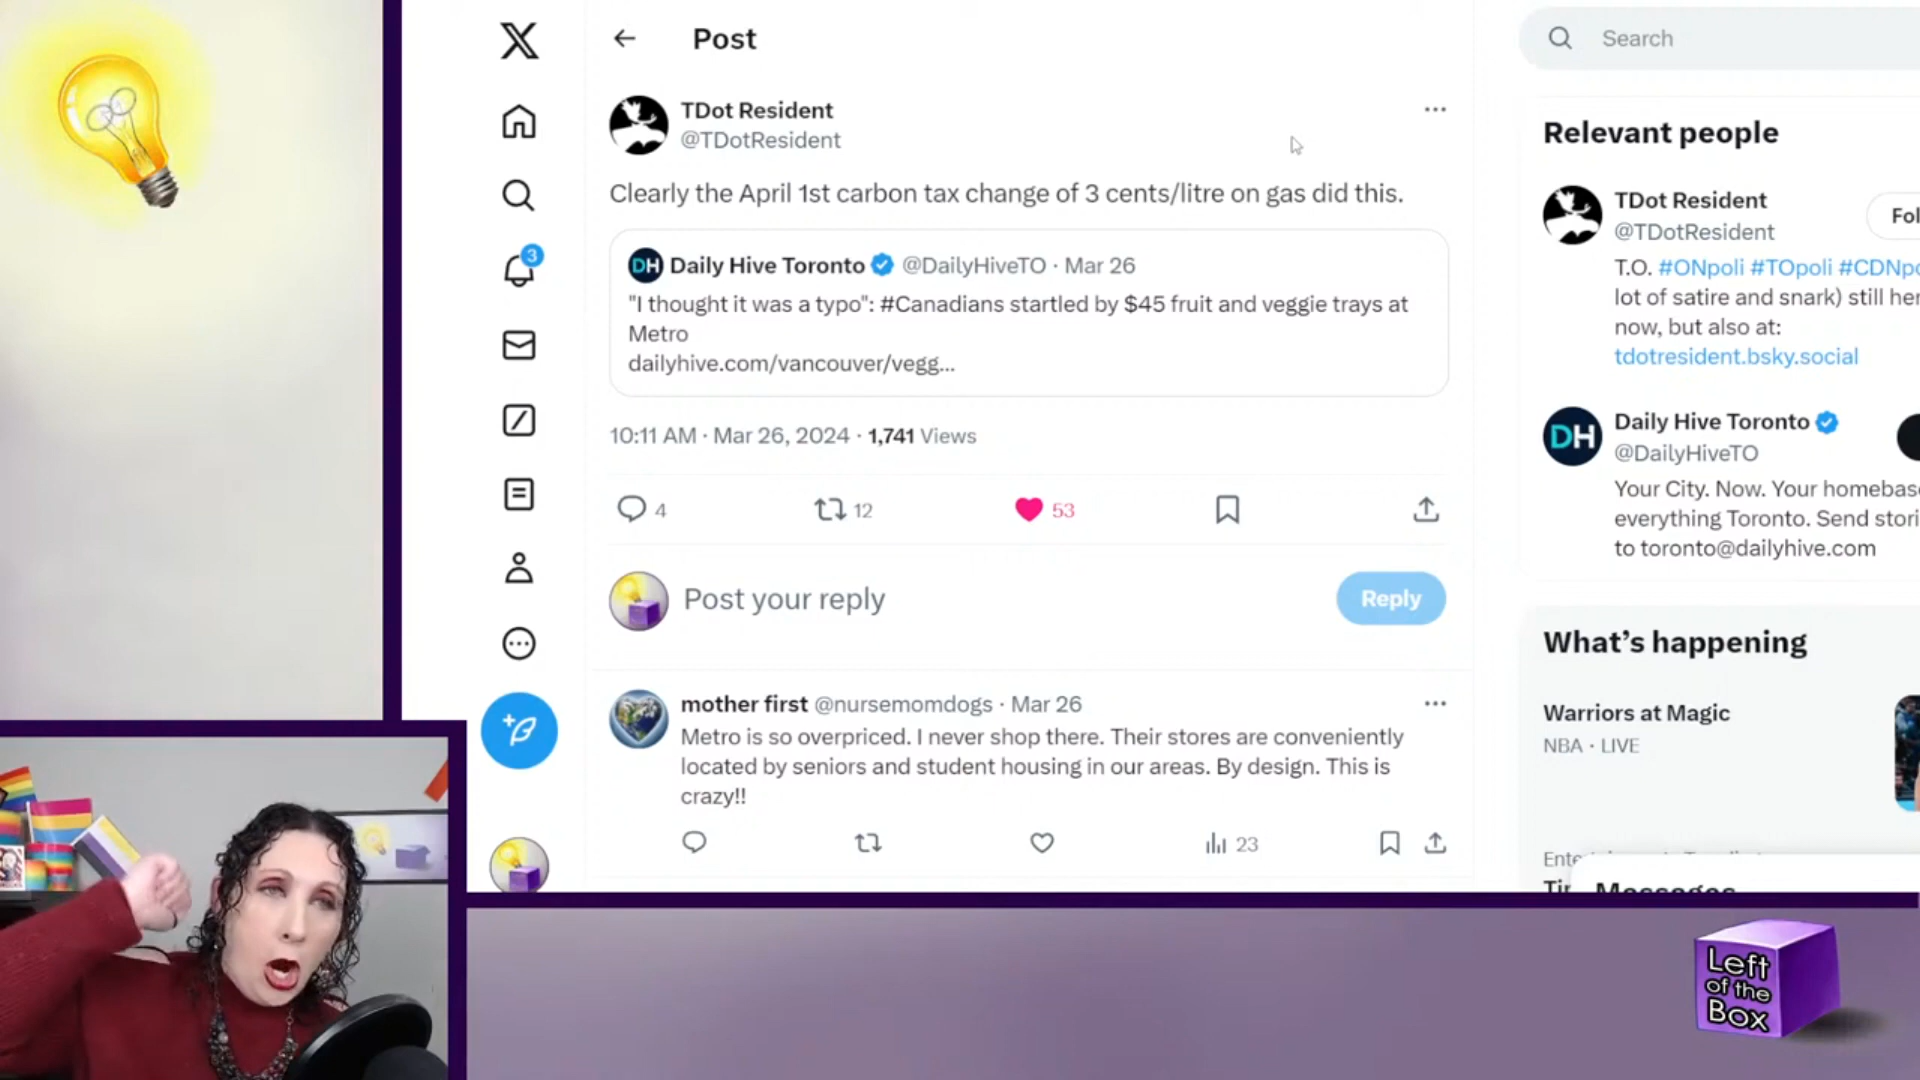 Post
Search
TDot Resident
@TDotResident
Clearly the April 1st carbon tax change of 3 cents/litre on gas did this.
DH Daily Hive Toronto @DailyHiveTO · Mar 26
"I thought it was a typo": #Canadians startled by $45 fruit and veggie trays at
Metro
dailyhive.com/vancouver/vegg...
10:11 AM · Mar 26, 2024 · 1,741 Views
4 12 53
Post your reply
Reply
mother first @nursemomdogs · Mar 26
Metro is so overpriced. I never shop there. Their stores are conveniently
located by seniors and student housing in our areas. By design. This is
crazy!!
23
3
Relevant people
TDot Resident
Fol
@TDotResident
T.O. #ONpoli #TOpoli #CDNpo
lot of satire and snark) still her
now, but also at:
tdotresident.bsky.social
DH
Daily Hive Toronto
@DailyHiveTO
Your City. Now. Your homebase
everything Toronto. Send stori
to toronto@dailyhive.com
What's happening
Warriors at Magic
NBA · LIVE
Messages
Left
of the
Box